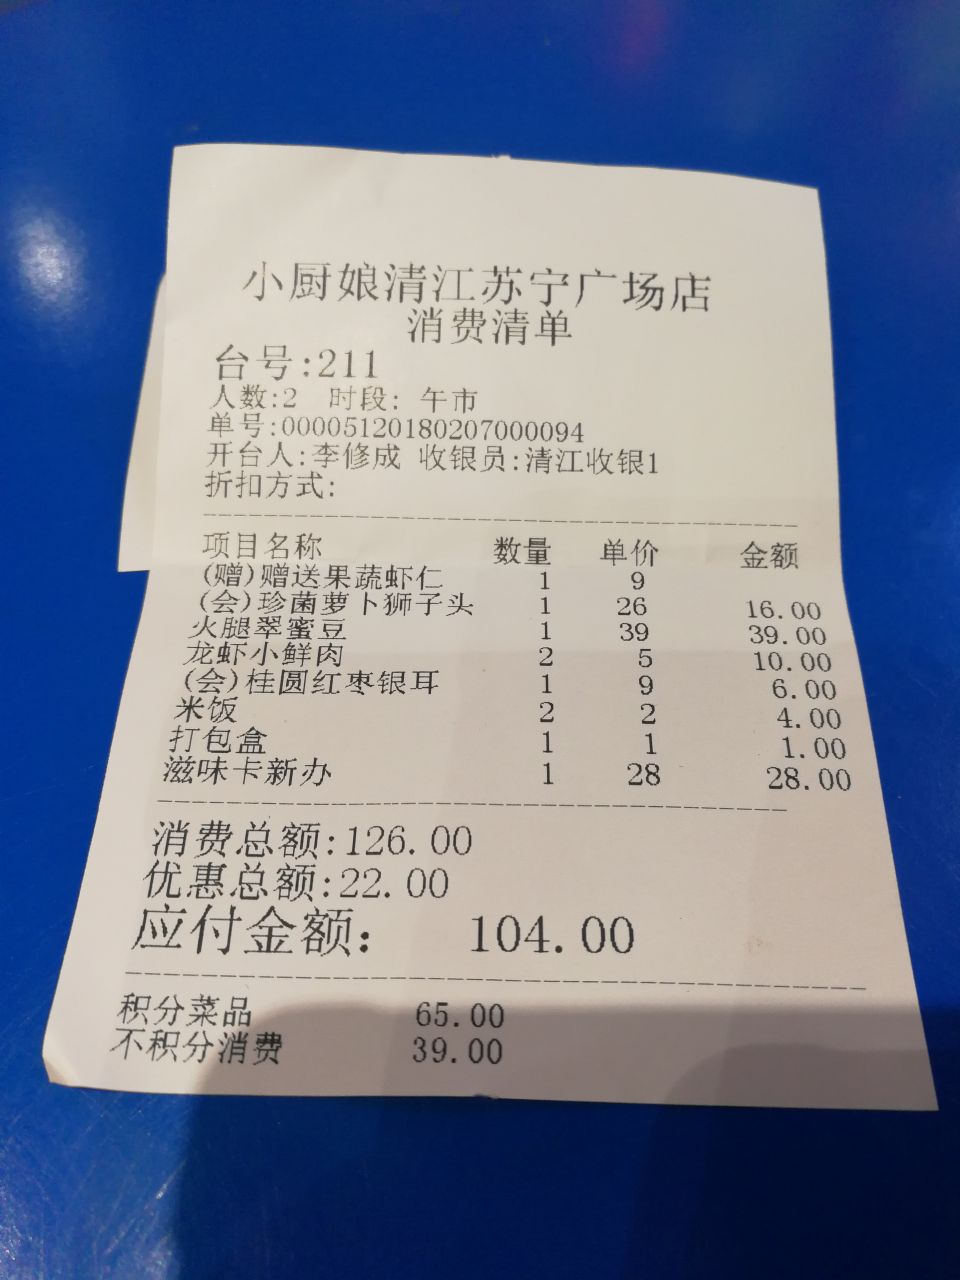 小厨娘清江苏宁广场店
消费清单
台号:211
人数:2 时段: 午市
单号:00005120180207000094
开台人:李修成 收银员:清江收银1
折扣方式:
项目名称 数量 单价 金额
(赠)赠送果蔬虾仁 1 9
(会)珍菌萝卜狮子头 1 26 16.00
火腿翠蜜豆 1 39 39.00
龙虾小鲜肉 2 5 10.00
(会)桂圆红枣银耳 1 9 6.00
米饭 2 2 4.00
打包盒 1 1 1.00
滋味卡新办 1 28 28.00
消费总额:126.00
优惠总额:22.00
应付金额: 104.00
积分菜品 65.00
不积分消费 39.00